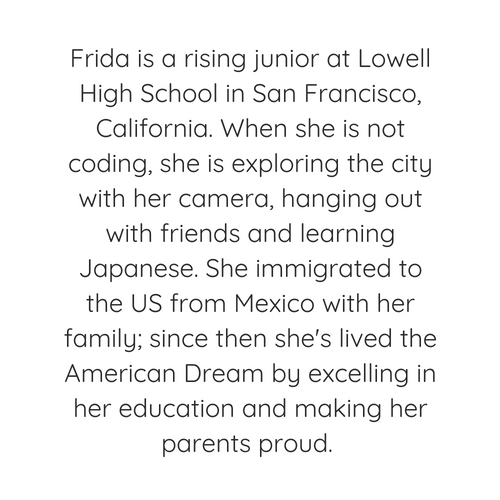 Frida is a rising junior at Lowell
High School in San Francisco,
California. When she is not
coding, she is exploring the city
with her camera, hanging out
with friends and learning
Japanese. She immigrated to
the US from Mexico with her
family; since then she's lived the
American Dream by excelling in
her education and making her
parents proud.